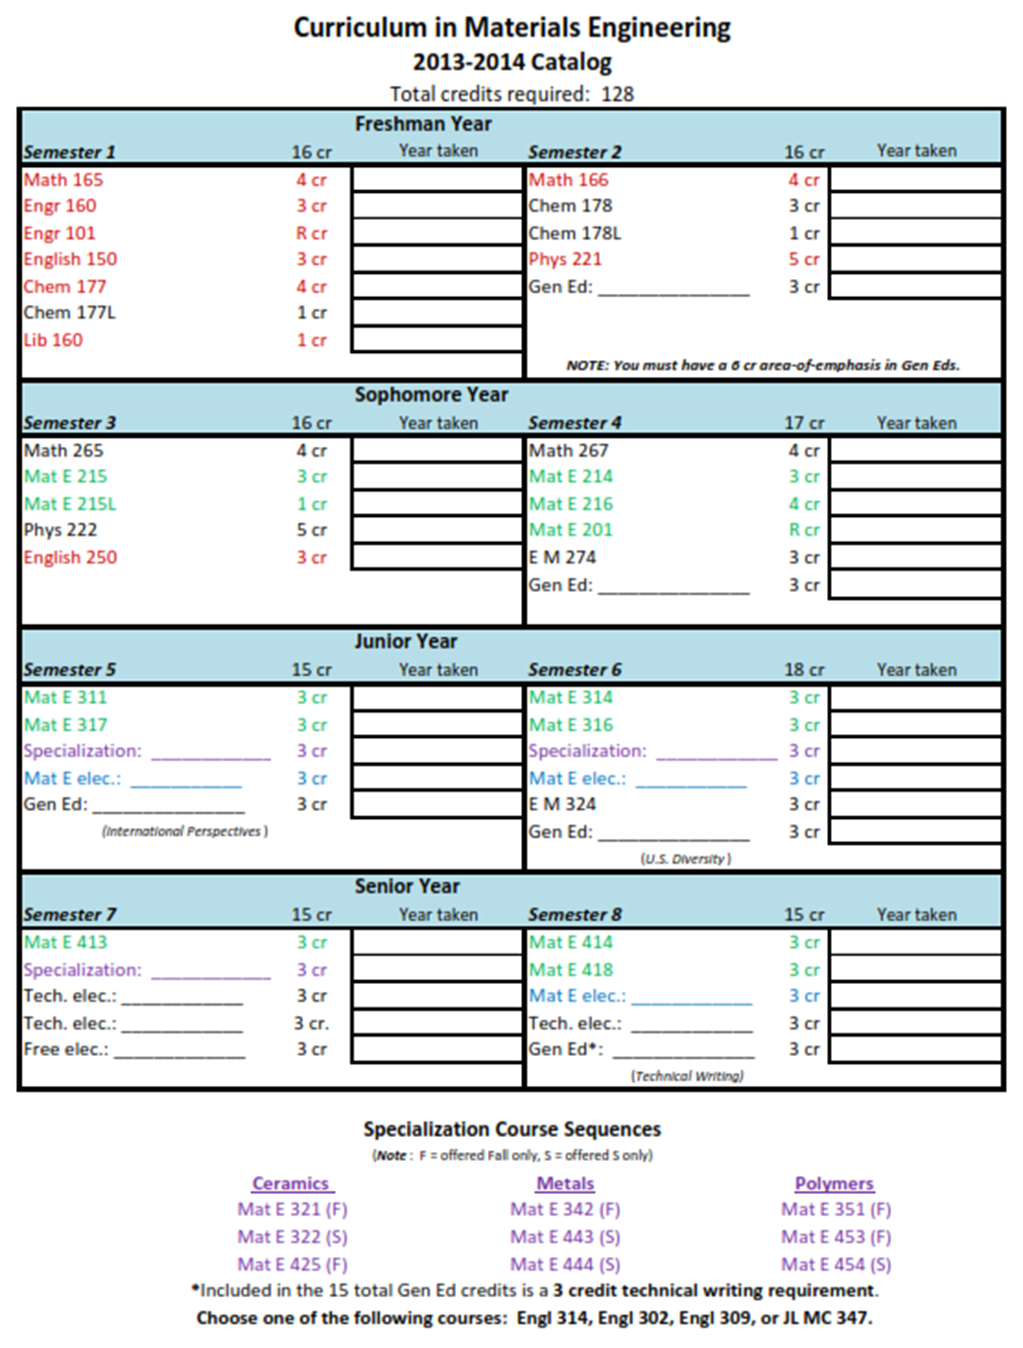 Curriculum in Materials Engineering
2013-2014 Catalog
Total credits required: 128
Freshman Year
Semester 1 16 cr Year taken
Math 165 4 cr
Engr 160 3 cr
Engr 101 R cr
English 150 3 cr
Chem 177 4 cr
Chem 177L 1 cr
Lib 160 1 cr
Semester 2 16 cr Year taken
Math 166 4 cr
Chem 178 3 cr
Chem 178L 1 cr
Phys 221 5 cr
Gen Ed: _______________ 3 cr
NOTE: You must have a 6 cr area-of-emphasis in Gen Eds.
Sophomore Year
Semester 3 16 cr Year taken
Math 265 4 cr
Mat E 215 3 cr
Mat E 215L 1 cr
Phys 222 5 cr
English 250 3 cr
Semester 4 17 cr Year taken
Math 267 4 cr
Mat E 214 3 cr
Mat E 216 4 cr
Mat E 201 R cr
E M 274 3 cr
Gen Ed: _______________ 3 cr
Junior Year
Semester 5 15 cr Year taken
Mat E 311 3 cr
Mat E 317 3 cr
Specialization: ____________ 3 cr
Mat E elec.: ___________ 3 cr
Gen Ed: _______________ 3 cr
(International Perspectives)
Semester 6 18 cr Year taken
Mat E 314 3 cr
Mat E 316 3 cr
Specialization: ____________ 3 cr
Mat E elec.: ___________ 3 cr
E M 324 3 cr
Gen Ed: _______________ 3 cr
(U.S. Diversity)
Senior Year
Semester 7 15 cr Year taken
Mat E 413 3 cr
Specialization: ____________ 3 cr
Tech. elec.: ____________ 3 cr
Tech. elec.: ____________ 3 cr.
Free elec.: _____________ 3 cr
Semester 8 15 cr Year taken
Mat E 414 3 cr
Mat E 418 3 cr
Mat E elec.: ____________ 3 cr
Tech. elec.: ____________ 3 cr
Gen Ed*: ______________ 3 cr
(Technical Writing)
Specialization Course Sequences
(Note: F = offered Fall only, S = offered S only)
Ceramics Metals Polymers
Mat E 321 (F) Mat E 342 (F) Mat E 351 (F)
Mat E 322 (S) Mat E 443 (S) Mat E 453 (F)
Mat E 425 (F) Mat E 444 (S) Mat E 454 (S)
*Included in the 15 total Gen Ed credits is a 3 credit technical writing requirement.
Choose one of the following courses: Engl 314, Engl 302, Engl 309, or JL MC 347.